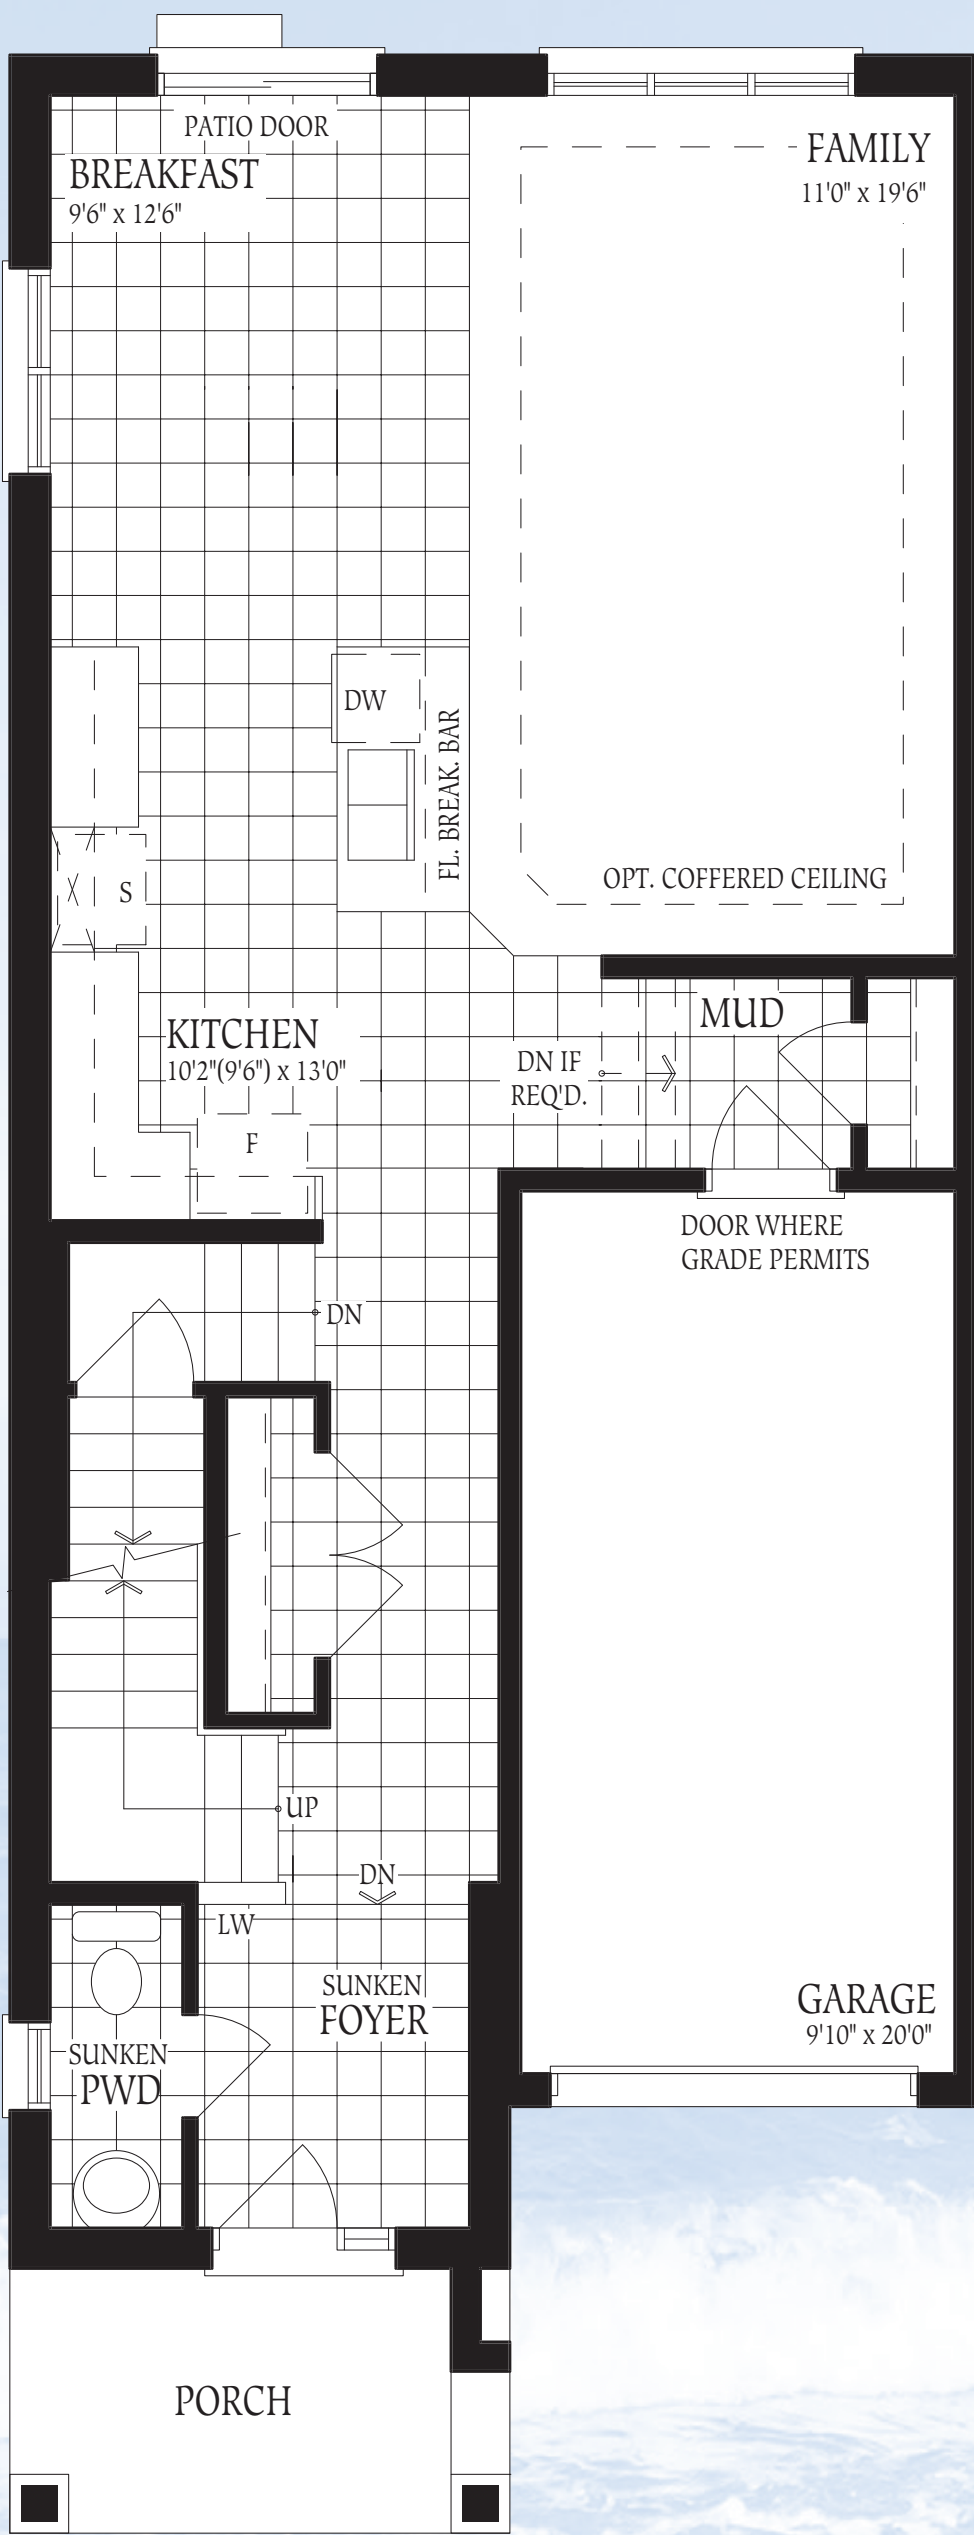 PATIO DOOR
BREAKFAST
9'6" x 12'6"
FAMILY
11'0" x 19'6"
DW
FL. BREAK. BAR
S
OPT. COFFERED CEILING
KITCHEN
10'2"(9'6") x 13'0"
F
MUD
DN IF
REQ'D.
DOOR WHERE
GRADE PERMITS
DN
UP
DN
LW
SUNKEN
FOYER
SUNKEN
PWD
GARAGE
9'10" x 20'0"
PORCH